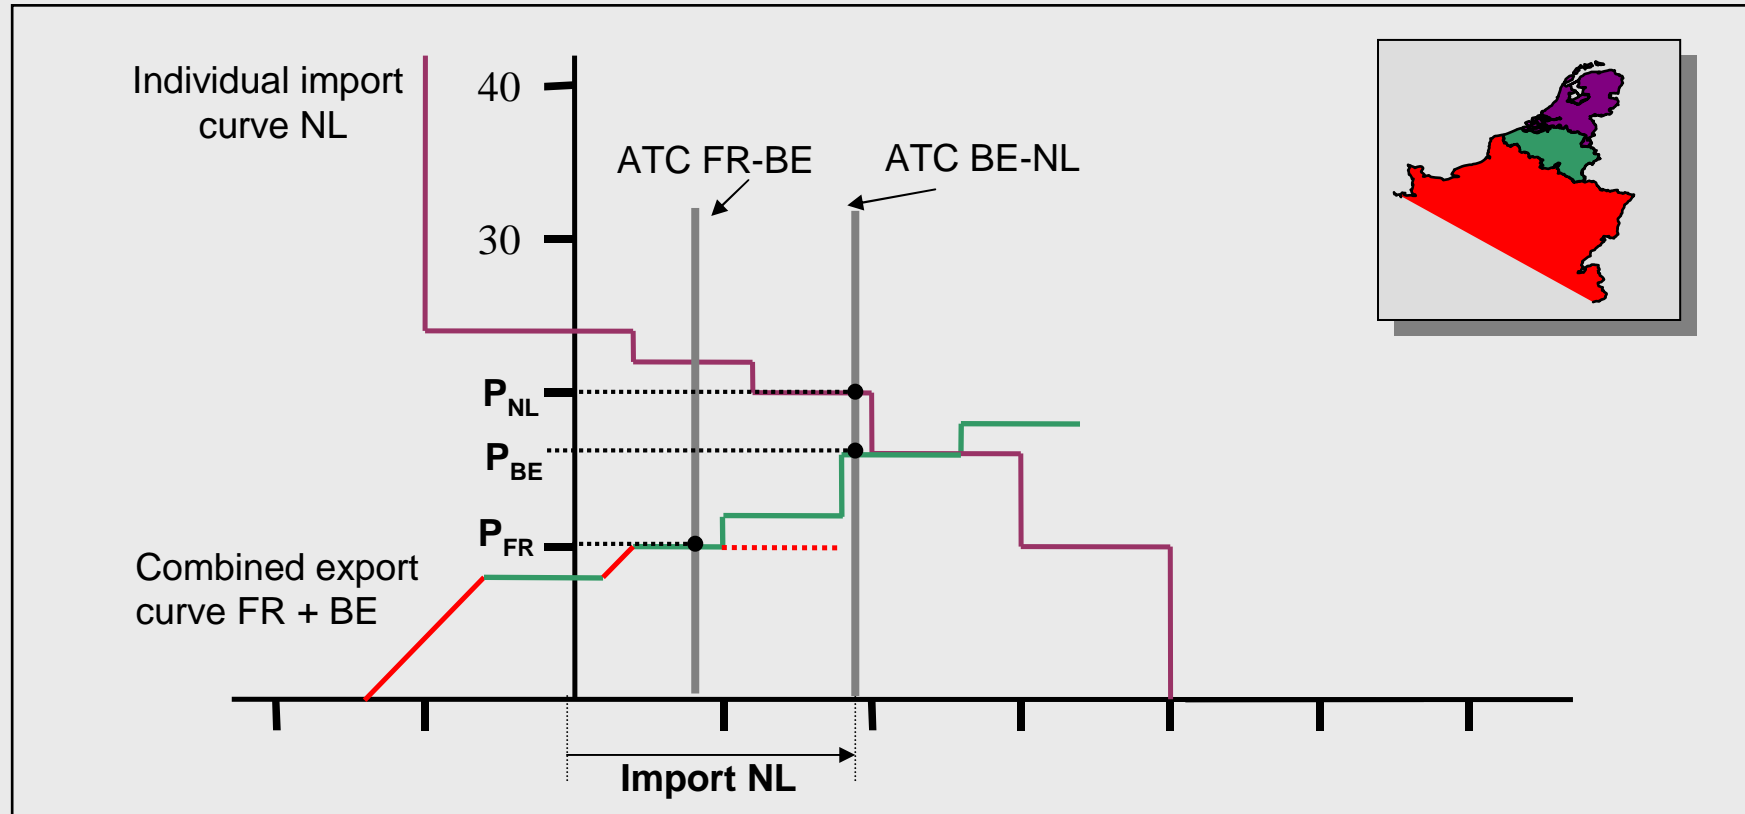 Individual import
curve NL
40
ATC FR-BE
ATC BE-NL
30
PNL
PBE
PFR
Combined export
curve FR + BE
Import NL